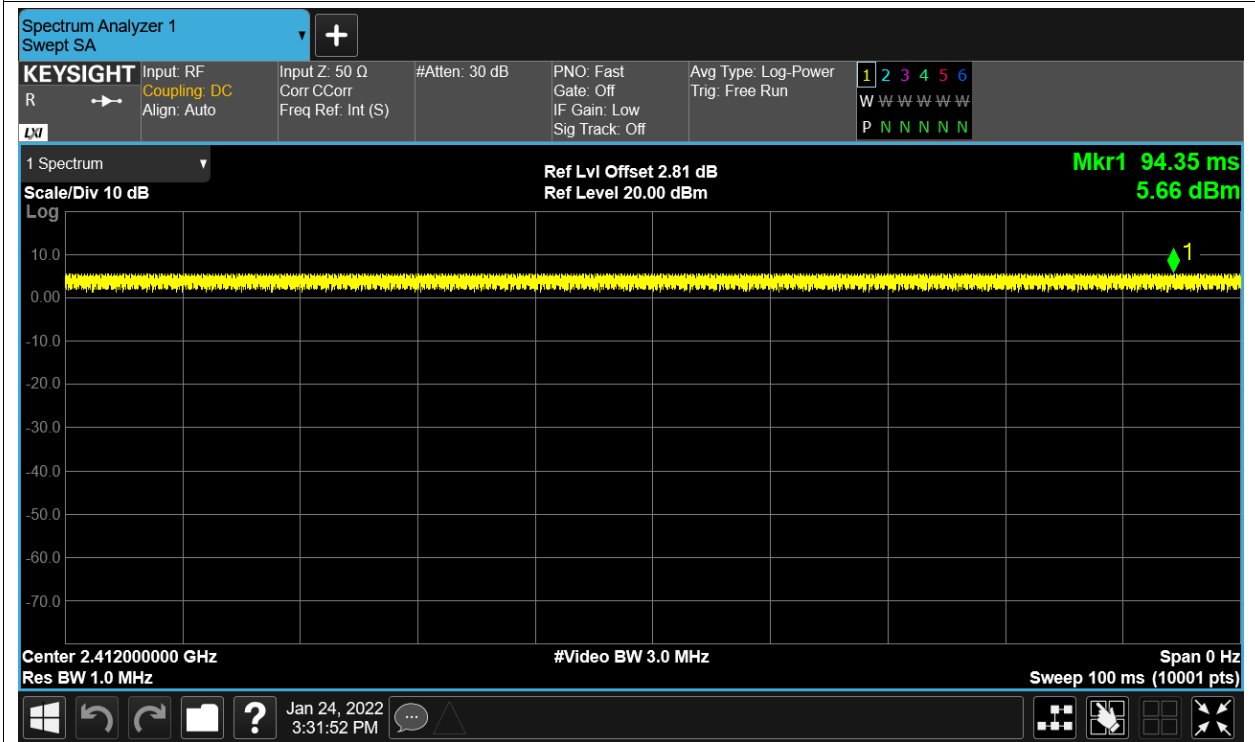 Spectrum Analyzer 1
Swept SA
KEYSIGHT
R
LXI
Input: RF
Coupling: DC
Align: Auto
Input Z: 50 Ω
Corr CCorr
Freq Ref: Int (S)
#Atten: 30 dB
PNO: Fast
Gate: Off
IF Gain: Low
Sig Track: Off
Avg Type: Log-Power
Trig: Free Run
1 2 3 4 5 6
W W W W W W
P N N N N N
1 Spectrum
Scale/Div 10 dB
Ref Lvl Offset 2.81 dB
Ref Level 20.00 dBm
Mkr1 94.35 ms
5.66 dBm
Log
10.0
1
0.00
-10.0
-20.0
-30.0
-40.0
-50.0
-60.0
-70.0
Center 2.412000000 GHz
#Video BW 3.0 MHz
Span 0 Hz
Res BW 1.0 MHz
Sweep 100 ms (10001 pts)
?
Jan 24, 2022
3:31:52 PM